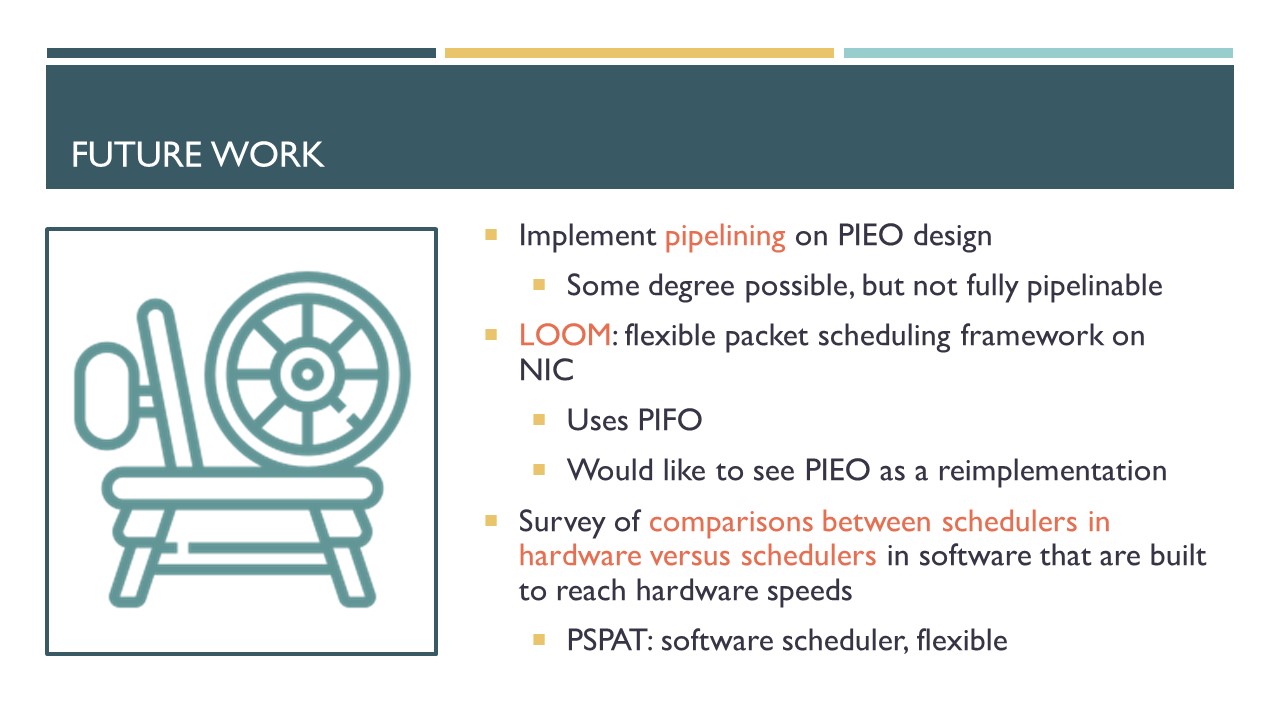 FUTURE WORK
Implement pipelining on PIEO design
Some degree possible, but not fully pipelinable
LOOM: flexible packet scheduling framework on
NIC
Uses PIFO
Would like to see PIEO as a reimplementation
Survey of comparisons between schedulers in
hardware versus schedulers in software that are built
to reach hardware speeds
PSPAT: software scheduler, flexible